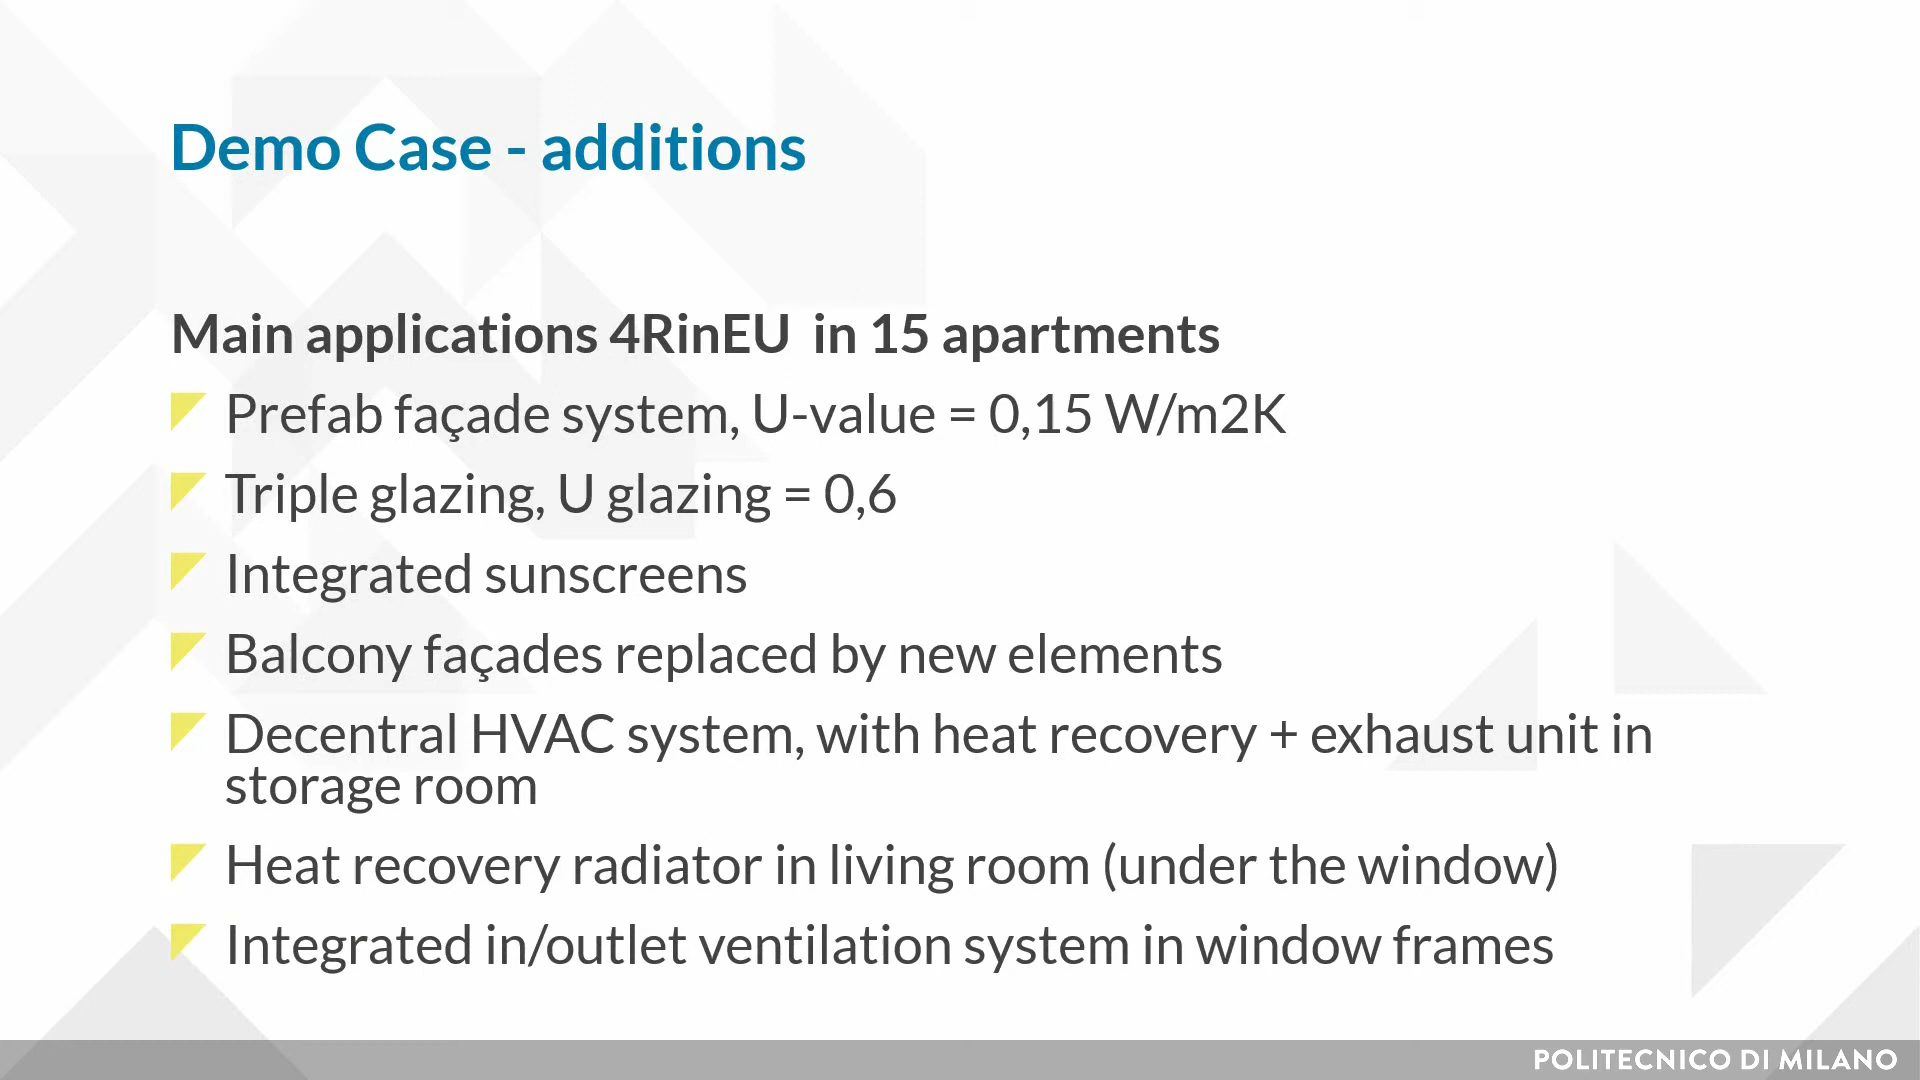 Demo Case - additions
Main applications 4RinEU  in 15 apartments
Prefab façade system, U-value = 0,15 W/m2K
Triple glazing, U glazing = 0,6
Integrated sunscreens
Balcony façades replaced by new elements
Decentral HVAC system, with heat recovery + exhaust unit in
storage room
Heat recovery radiator in living room (under the window)
Integrated in/outlet ventilation system in window frames
POLITECNICO DI MILANO